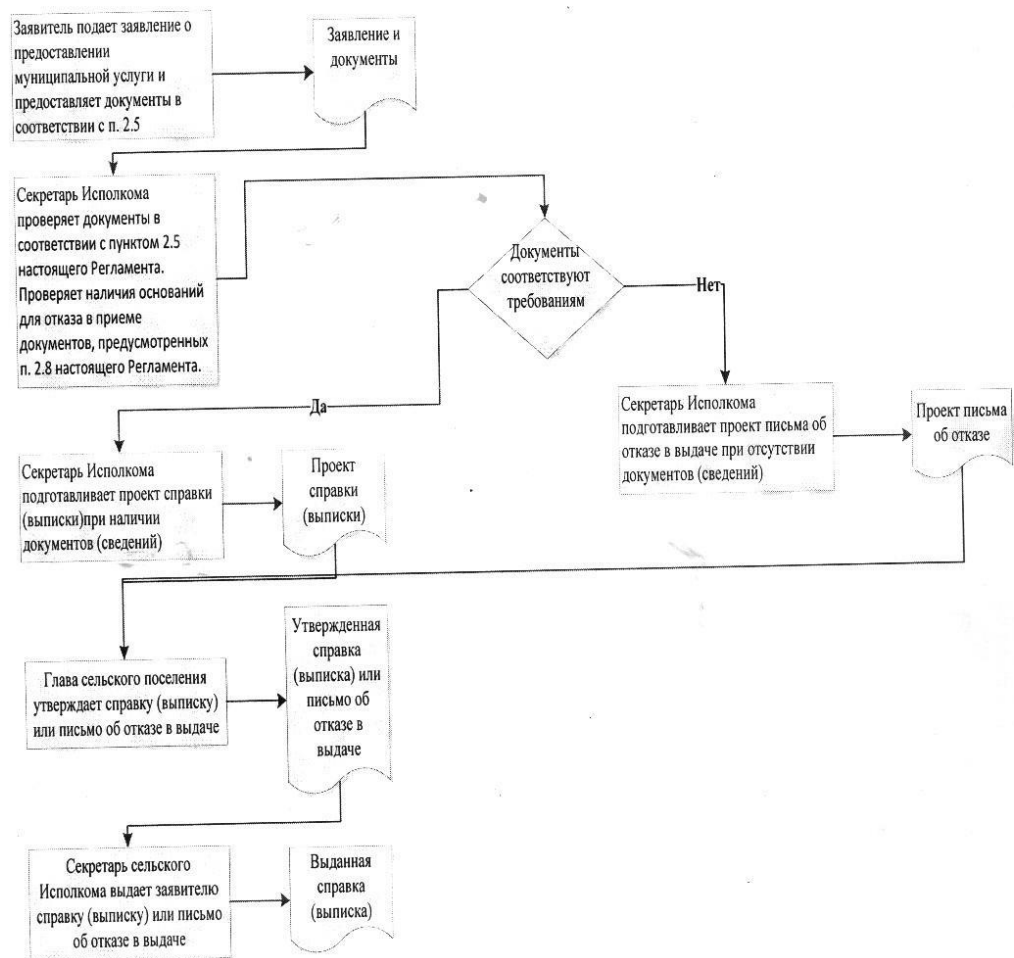 Заявитель подает заявление о
предоставлении
муниципальной услуги и
предоставляет документы в
соответствии с п. 2.5
Заявление и
документы
Секретарь Исполкома
проверяет документы в
соответствии с пунктом 2.5
настоящего Регламента.
Проверяет наличия оснований
для отказа в приеме
документов, предусмотренных
п. 2.8 настоящего Регламента.
Документы
соответствуют
требованиям
Нет
Да
Секретарь Исполкома
подготавливает проект письма об
отказе в выдаче при отсутствии
документов (сведений)
Проект письма
об отказе
Секретарь Исполкома
подготавливает проект справки
(выписки)при наличии
документов (сведений)
Проект
справки
(выписки)
Глава сельского поселения
утверждает справку (выписку)
или письмо об отказе в выдаче
Утвержденная
справка
(выписка) или
письмо об
отказе в
выдаче
Секретарь сельского
Исполкома выдает заявителю
справку (выписку) или письмо
об отказе в выдаче
Выданная
справка
(выписка)